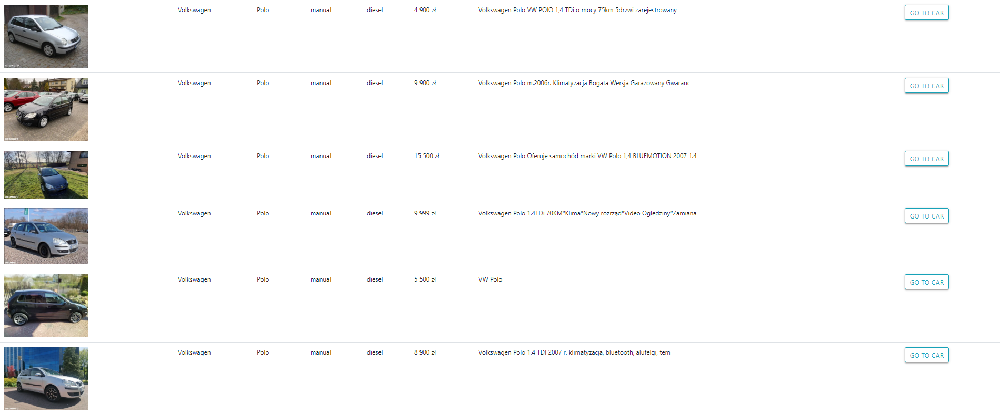 Volkswagen Polo manual diesel 4 900 zł Volkswagen Polo VW POlO 1,4 TDi o mocy 75km 5drzwi zarejestrowany GO TO CAR
OTOMOTO
Volkswagen Polo manual diesel 9 900 zł Volkswagen Polo m.2006r. Klimatyzacja Bogata Wersja Garażowany Gwaranc GO TO CAR
OTOMOTO
Volkswagen Polo manual diesel 15 500 zł Volkswagen Polo Oferuję samochód marki VW Polo 1,4 BLUEMOTION 2007 1.4 GO TO CAR
OTOMOTO
Volkswagen Polo manual diesel 9 999 zł Volkswagen Polo 1.4TDi 70KM*Klima*Nowy rozrząd*Video Oględziny*Zamiana GO TO CAR
OTOMOTO
Volkswagen Polo manual diesel 5 500 zł VW Polo GO TO CAR
Volkswagen Polo manual diesel 8 900 zł Volkswagen Polo 1.4 TDI 2007 r. klimatyzacja, bluetooth, alufelgi, tem GO TO CAR
OTOMOTO